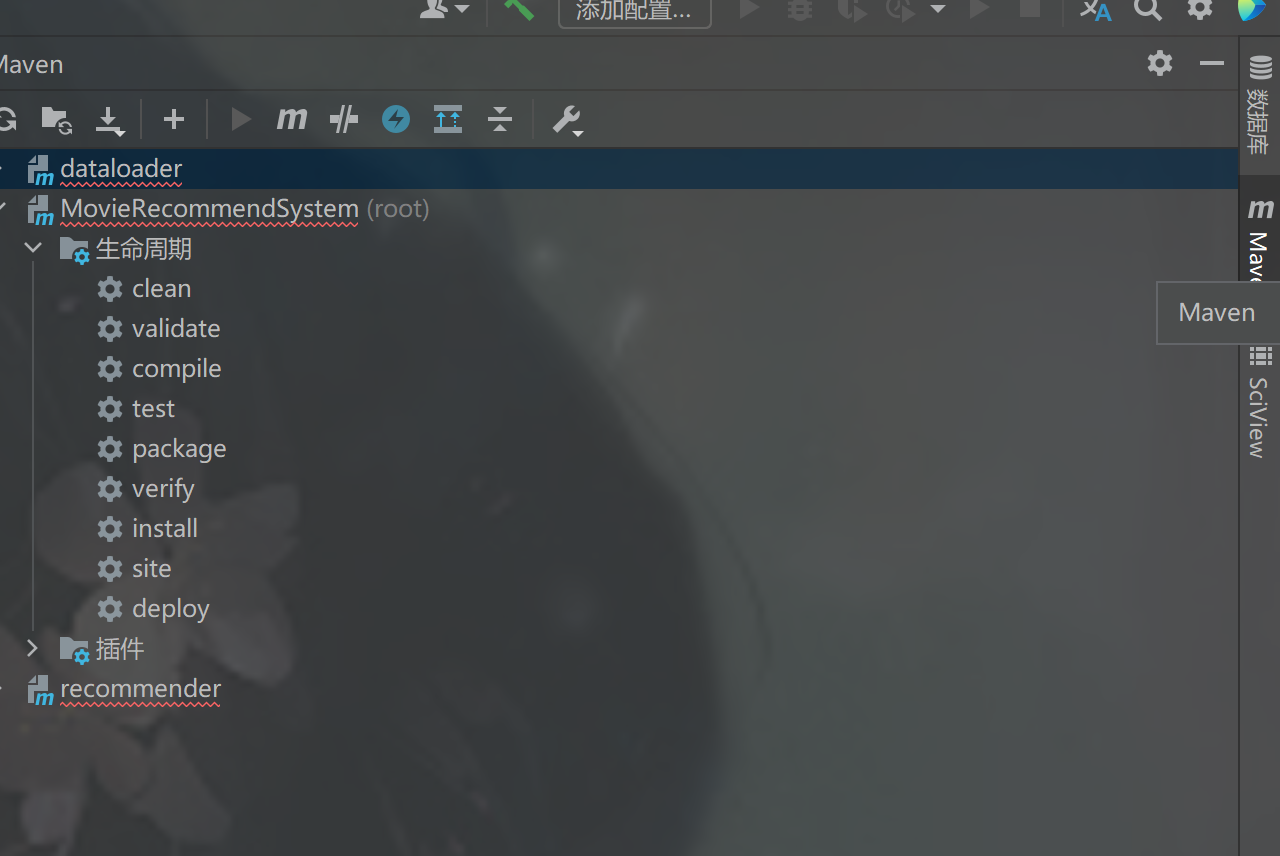 添加配置...
Maven
dataloader
MovieRecommendSystem (root)
生命周期
clean
validate
compile
test
package
verify
install
site
deploy
插件
recommender
数据库
Maven
SciView